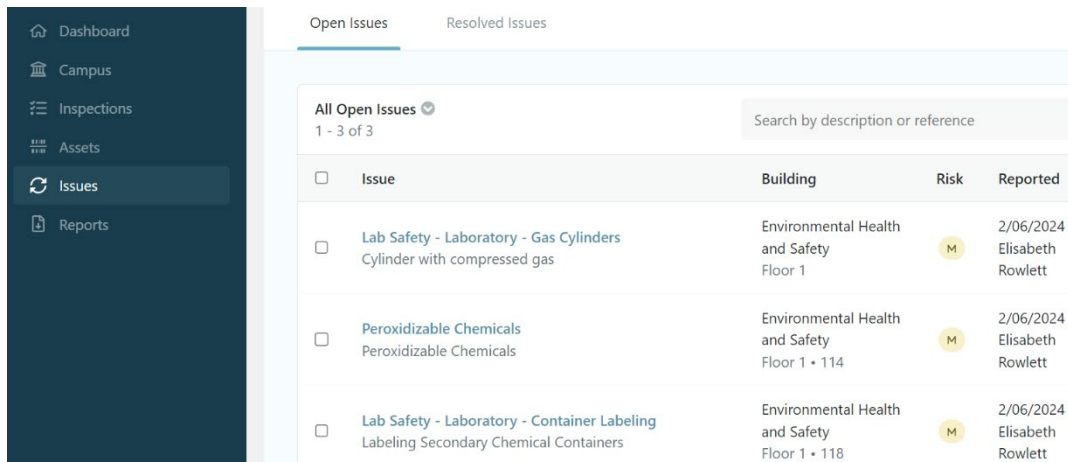 Dashboard
Campus
Inspections
Assets
Issues
Reports
Open Issues
Resolved Issues
All Open Issues
1 - 3 of 3
Search by description or reference
Issue
Building
Risk
Reported
Lab Safety - Laboratory - Gas Cylinders
Cylinder with compressed gas
Environmental Health
and Safety
Floor 1
M
2/06/2024
Elisabeth
Rowlett
Peroxidizable Chemicals
Peroxidizable Chemicals
Environmental Health
and Safety
Floor 1 • 114
M
2/06/2024
Elisabeth
Rowlett
Lab Safety - Laboratory - Container Labeling
Labeling Secondary Chemical Containers
Environmental Health
and Safety
Floor 1 • 118
M
2/06/2024
Elisabeth
Rowlett